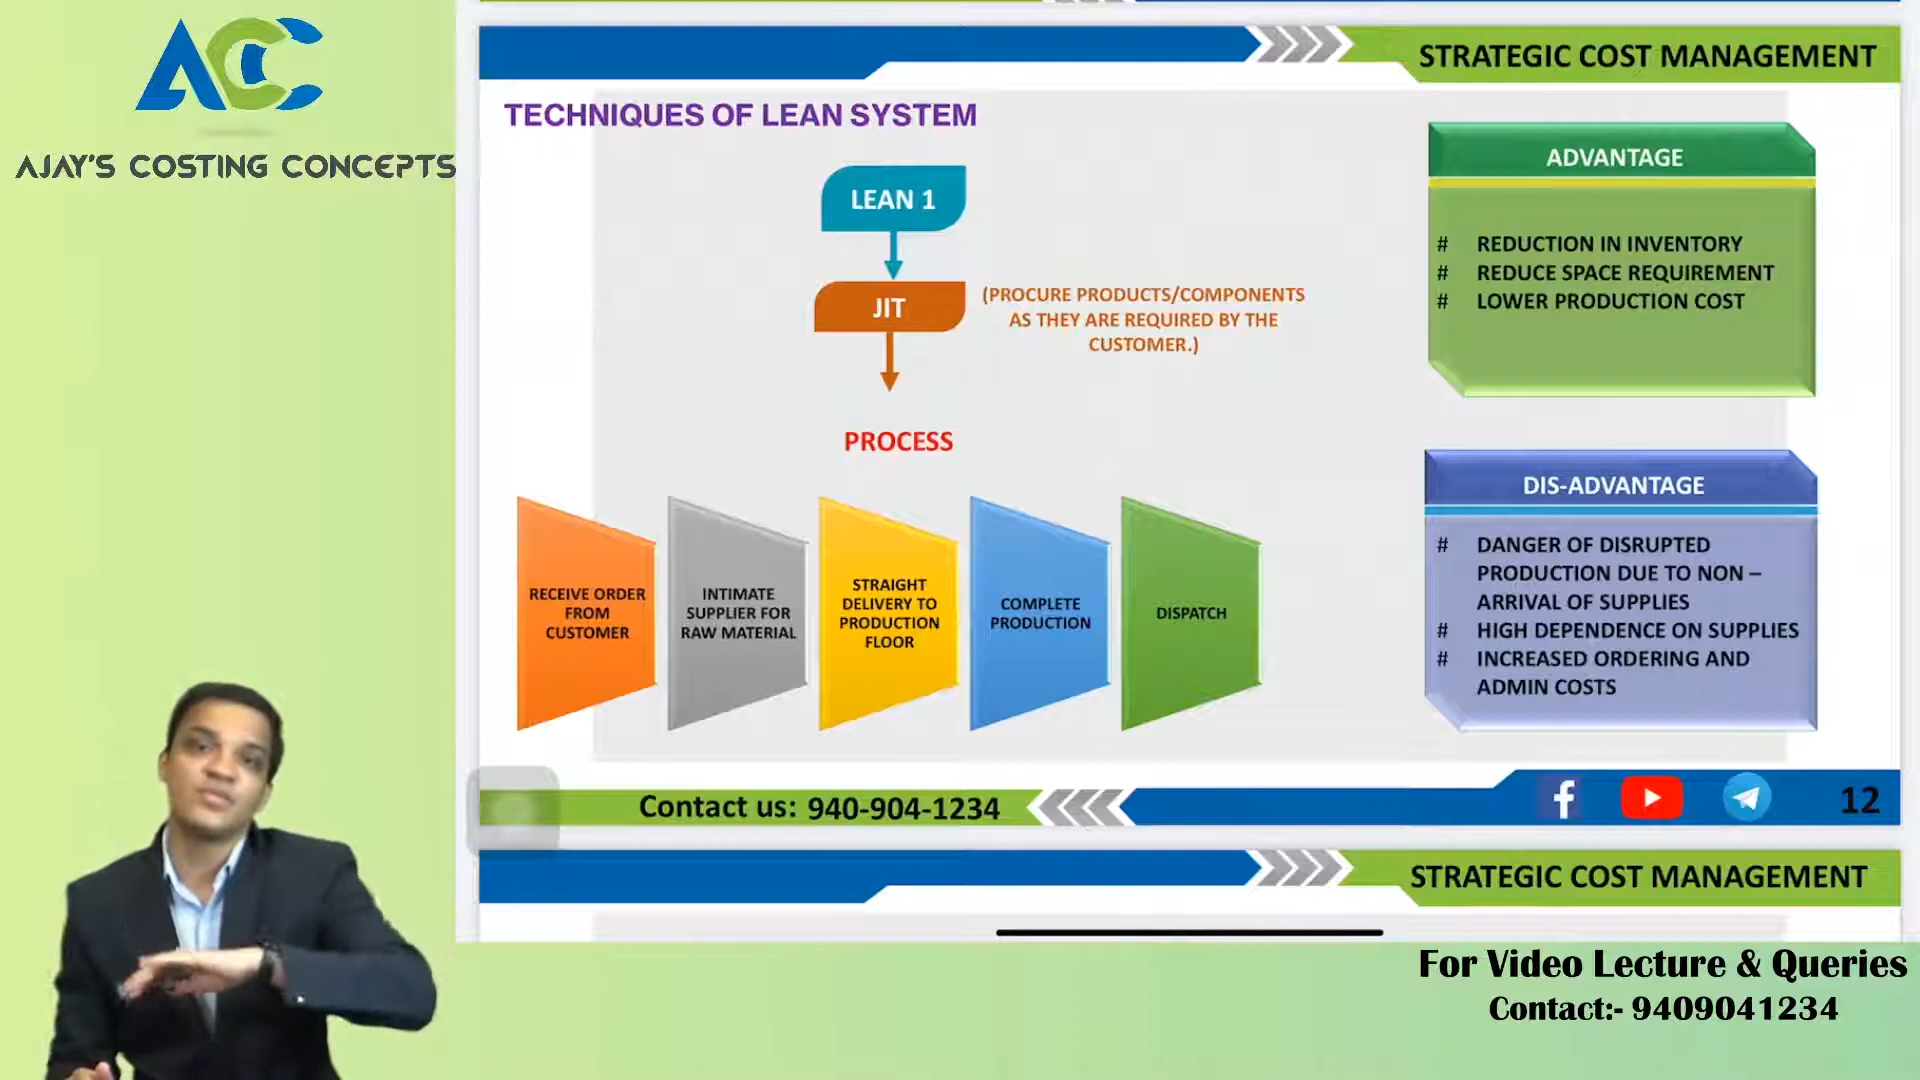 ACC
AJAY'S COSTING CONCEPTS
STRATEGIC COST MANAGEMENT
TECHNIQUES OF LEAN SYSTEM
LEAN 1
JIT
(PROCURE PRODUCTS/COMPONENTS
AS THEY ARE REQUIRED BY THE
CUSTOMER.)
PROCESS
RECEIVE ORDER
FROM
CUSTOMER
INTIMATE
SUPPLIER FOR
RAW MATERIAL
STRAIGHT
DELIVERY TO
PRODUCTION
FLOOR
COMPLETE
PRODUCTION
DISPATCH
ADVANTAGE
# REDUCTION IN INVENTORY
# REDUCE SPACE REQUIREMENT
# LOWER PRODUCTION COST
DIS-ADVANTAGE
# DANGER OF DISRUPTED
PRODUCTION DUE TO NON –
ARRIVAL OF SUPPLIES
# HIGH DEPENDENCE ON SUPPLIES
# INCREASED ORDERING AND
ADMIN COSTS
Contact us: 940-904-1234
12
STRATEGIC COST MANAGEMENT
For Video Lecture & Queries
Contact:- 9409041234